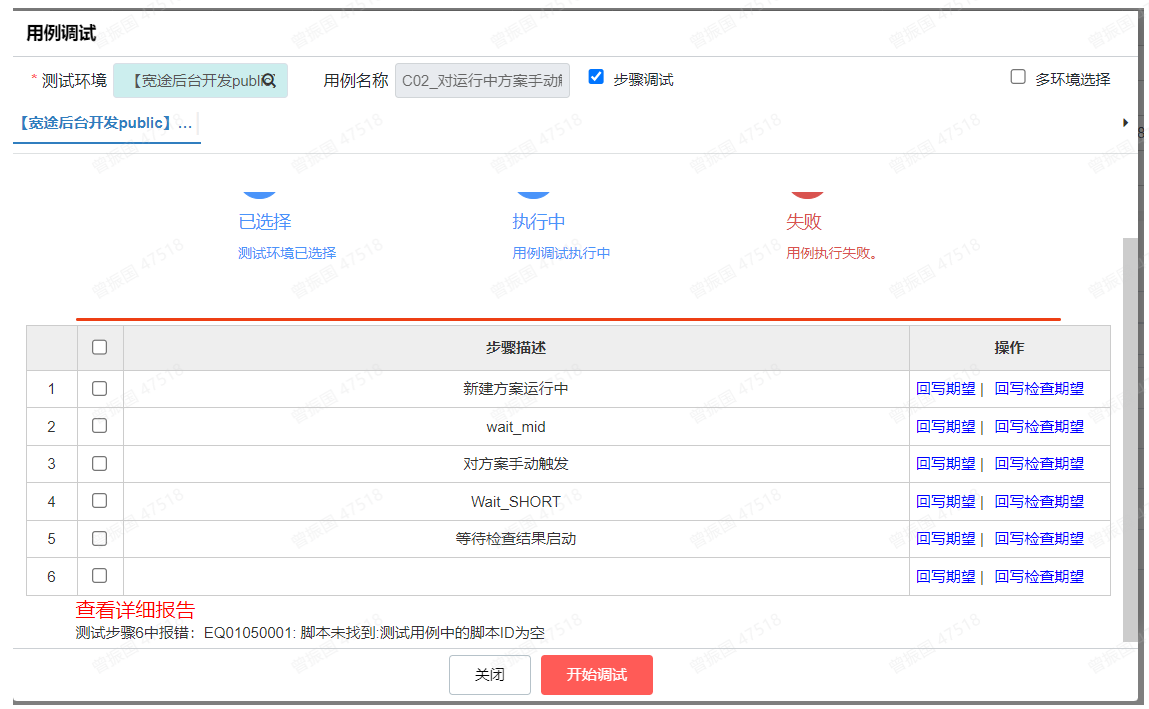 用例调试
* 测试环境 【宽途后台开发public 用例名称 C02_对运行中方案手动 步骤调试 多环境选择
【宽途后台开发public】...
已选择 执行中 失败
测试环境已选择 用例调试执行中 用例执行失败。
步骤描述 操作
1 新建方案运行中 回写期望 | 回写检查期望
2 wait_mid 回写期望 | 回写检查期望
3 对方案手动触发 回写期望 | 回写检查期望
4 Wait_SHORT 回写期望 | 回写检查期望
5 等待检查结果启动 回写期望 | 回写检查期望
6 回写期望 | 回写检查期望
查看详细报告
测试步骤6中报错：EQ01050001: 脚本未找到:测试用例中的脚本ID为空
关闭 开始调试
曾振国 47518